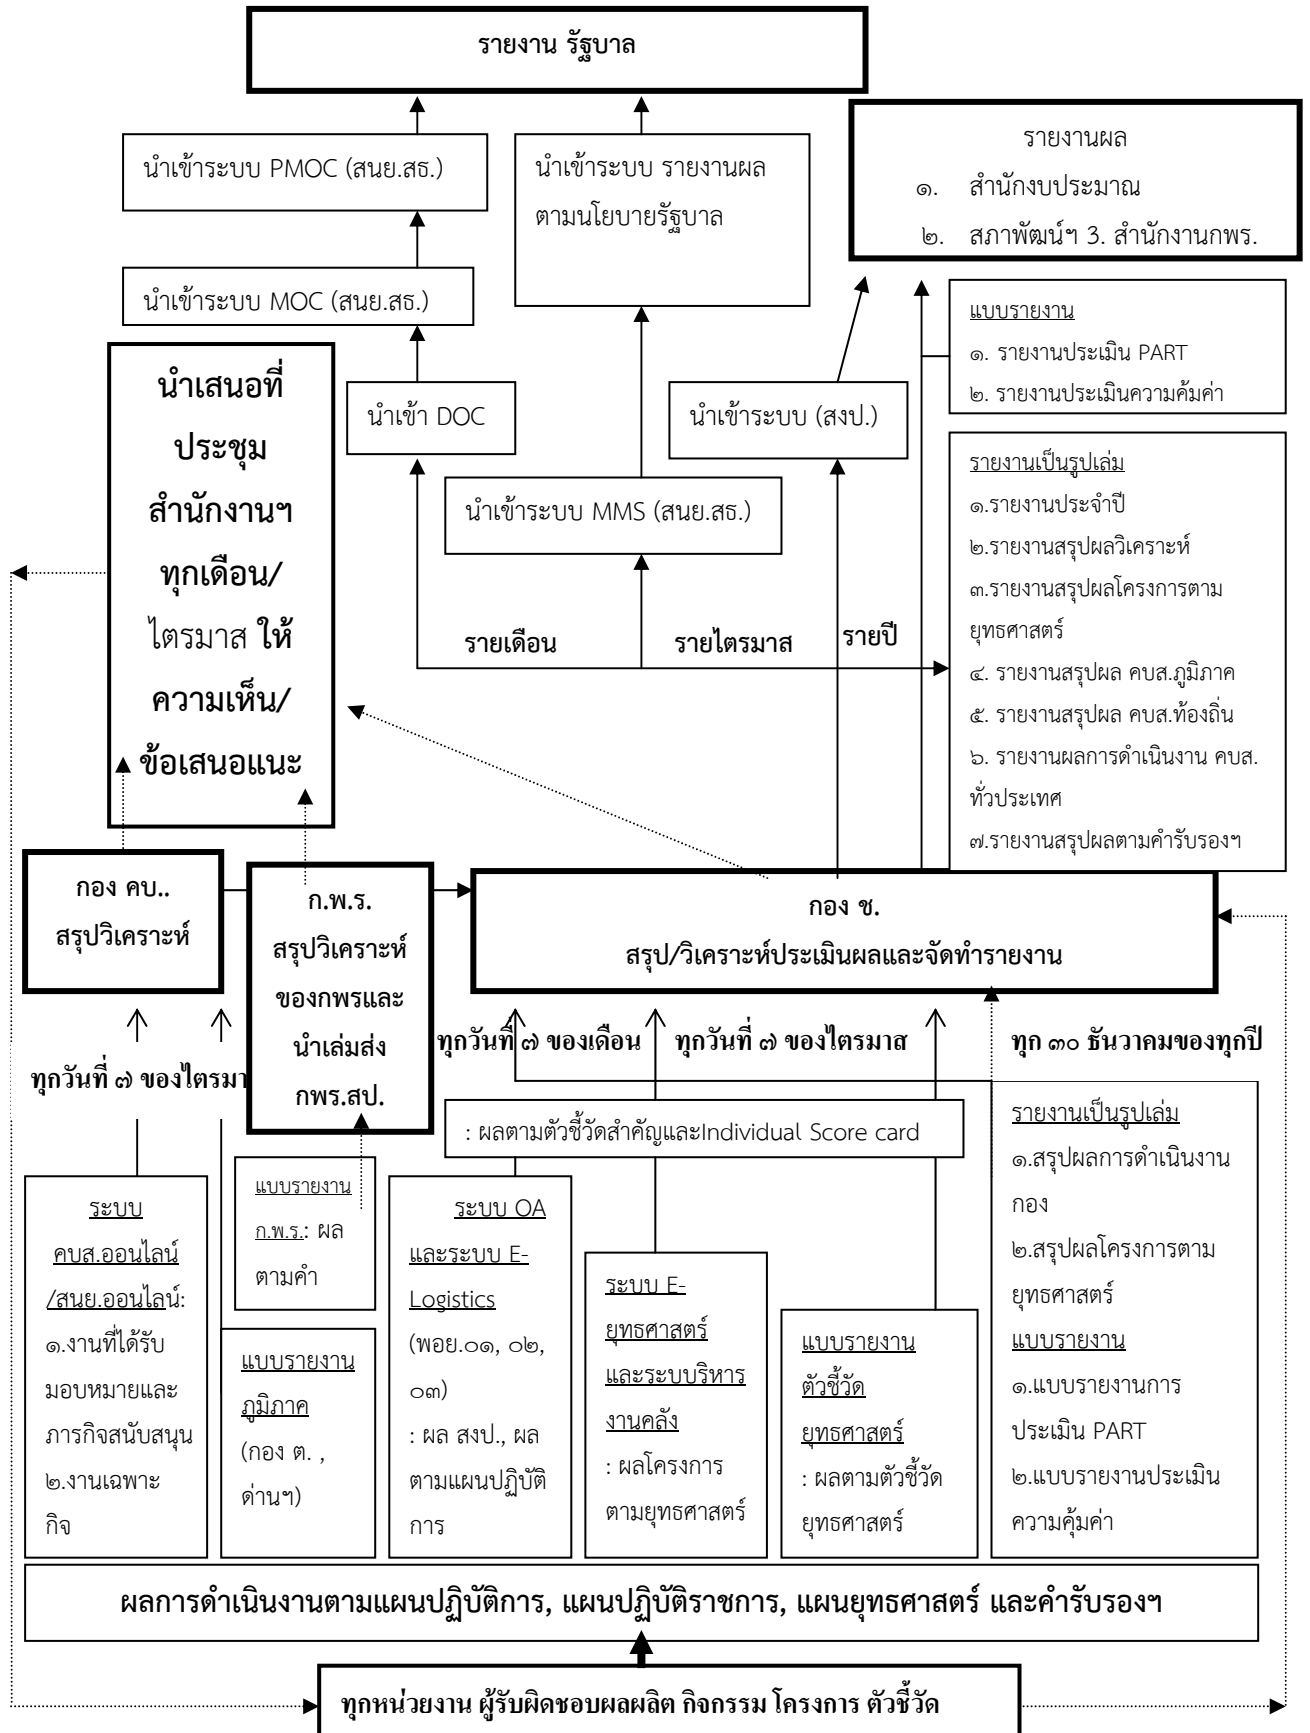 รายงาน รัฐบาล
นำเข้าระบบ PMOC (สนย.สธ.)
นำเข้าระบบ รายงานผล
ตามนโยบายรัฐบาล
รายงานผล
๑. สำนักงบประมาณ
๒. สภาพัฒน์ฯ 3. สำนักงานกพร.
นำเข้าระบบ MOC (สนย.สธ.)
แบบรายงาน
๑. รายงานประเมิน PART
๒. รายงานประเมินความค้มค่า
นำเสนอที่
ประชุม
สำนักงานฯ
ทุกเดือน/
ไตรมาส ให้
ความเห็น/
ข้อเสนอแนะ
นำเข้า DOC
นำเข้าระบบ (สงป.)
นำเข้าระบบ MMS (สนย.สธ.)
รายงานเป็นรูปเล่ม
๑.รายงานประจำปี
๒.รายงานสรุปผลวิเคราะห์
๓.รายงานสรุปผลโครงการตาม
ยุทธศาสตร์
๔. รายงานสรุปผล คบส.ภูมิภาค
๕. รายงานสรุปผล คบส.ท้องถิ่น
๖. รายงานผลการดำเนินงาน คบส.
ทั่วประเทศ
๗.รายงานสรุปผลตามคำรับรองฯ
รายเดือน
รายไตรมาส
รายปี
กอง คบ..
สรุปวิเคราะห์
ก.พ.ร.
สรุปวิเคราะห์
ของกพรและ
นำเล่มส่ง
กพร.สป.
กอง ช.
สรุป/วิเคราะห์ประเมินผลและจัดทำรายงาน
ทุกวันที่ ๗ ของไตรมา
ทุกวันที่ ๗ ของเดือน
ทุกวันที่ ๗ ของไตรมาส
ทุก ๓๐ ธันวาคมของทุกปี
: ผลตามตัวชี้วัดสำคัญและIndividual Score card
ระบบ
คบส.ออนไลน์
/สนย.ออนไลน์:
๑.งานที่ได้รับ
มอบหมายและ
ภารกิจสนับสนุน
๒.งานเฉพาะ
กิจ
แบบรายงาน
ก.พ.ร.: ผล
ตามคำ
แบบรายงาน
ภูมิภาค
(กอง ต. ,
ด่านฯ)
ระบบ OA
และระบบ E-
Logistics
(พอย.๐๑, ๐๒,
๐๓)
: ผล สงป., ผล
ตามแผนปฏิบัติ
การ
ระบบ E-
ยุทธศาสตร์
และระบบบริหาร
งานคลัง
: ผลโครงการ
ตามยุทธศาสตร์
แบบรายงาน
ตัวชี้วัด
ยุทธศาสตร์
: ผลตามตัวชี้วัด
ยุทธศาสตร์
รายงานเป็นรูปเล่ม
๑.สรุปผลการดำเนินงาน
กอง
๒.สรุปผลโครงการตาม
ยุทธศาสตร์
แบบรายงาน
๑.แบบรายงานการ
ประเมิน PART
๒.แบบรายงานประเมิน
ความคุ้มค่า
ผลการดำเนินงานตามแผนปฏิบัติการ, แผนปฏิบัติราชการ, แผนยุทธศาสตร์ และคำรับรองฯ
ทุกหน่วยงาน ผู้รับผิดชอบผลผลิต กิจกรรม โครงการ ตัวชี้วัด